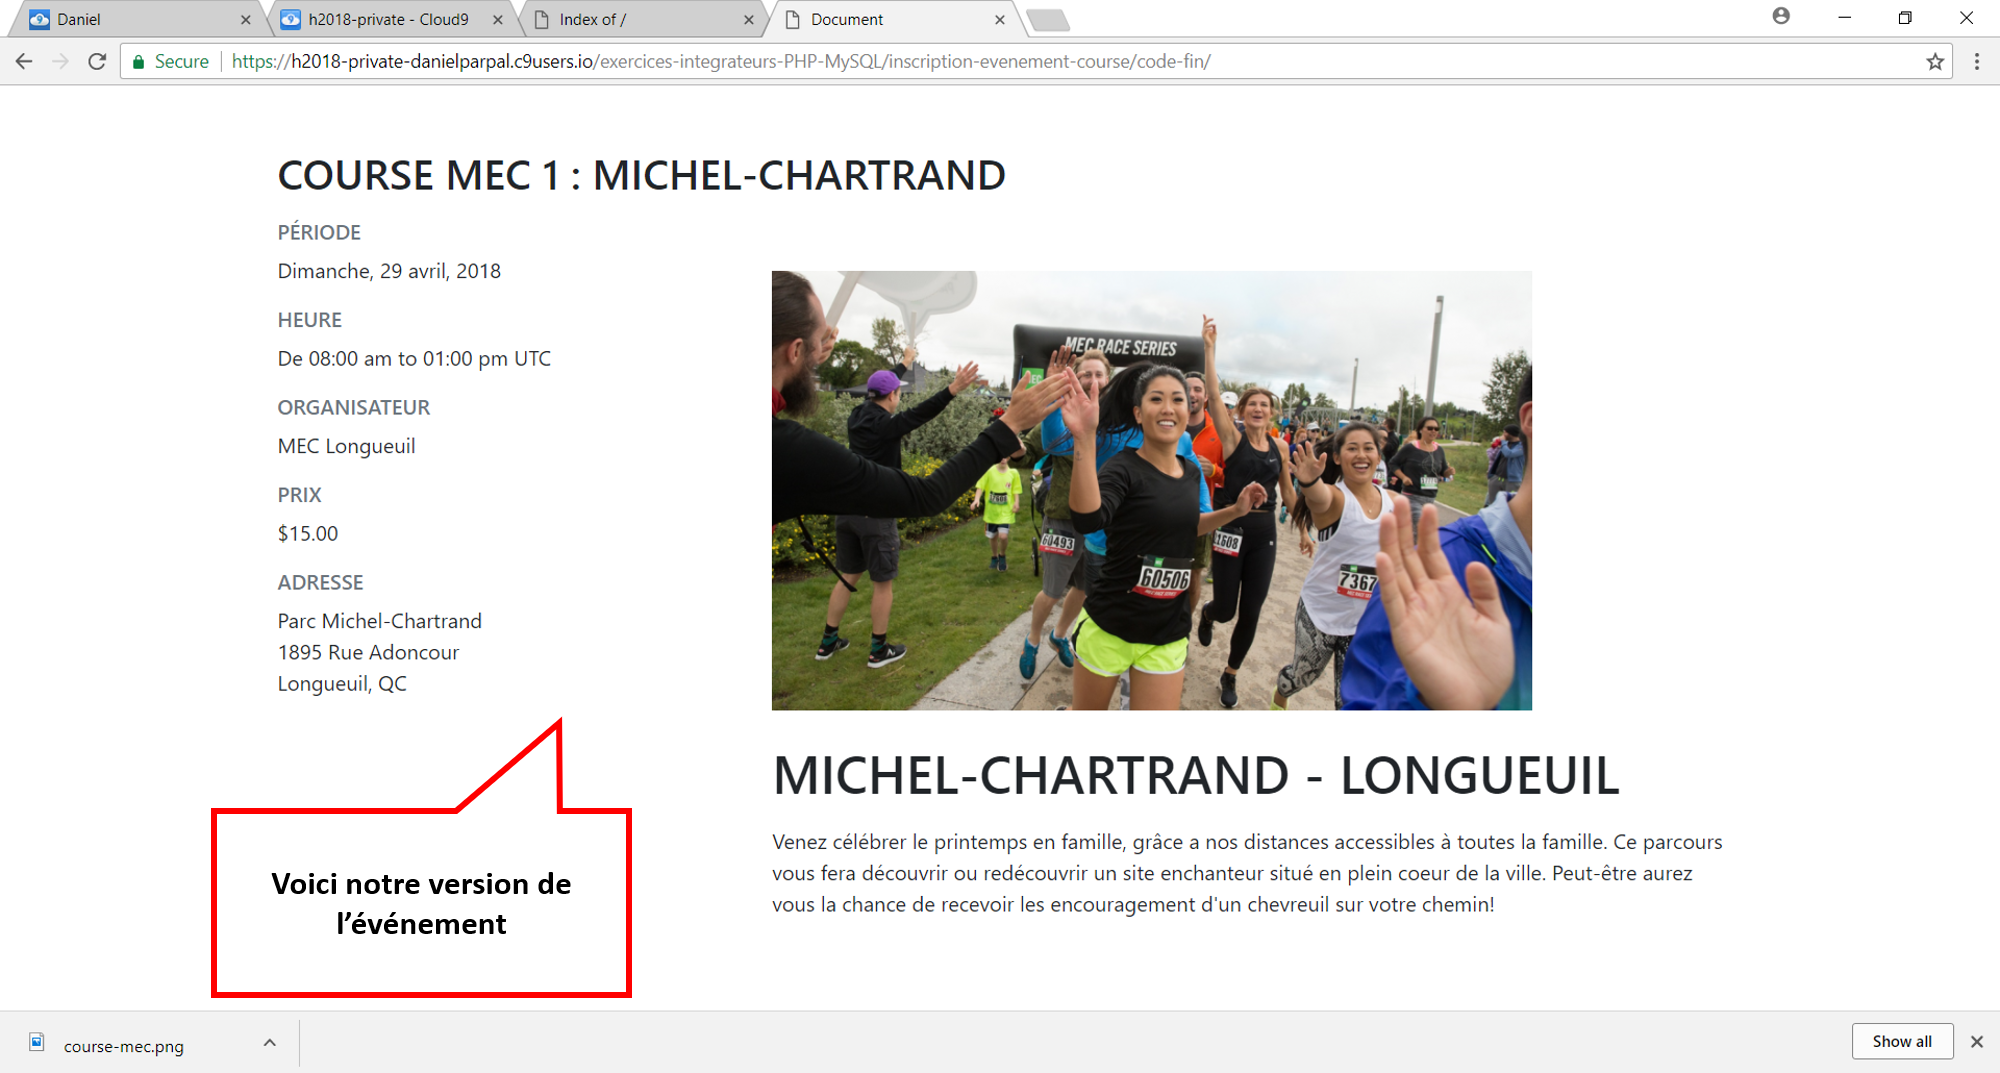 Daniel
h2018-private - Cloud9
Index of /
Document
Secure
https://h2018-private-danielparpal.c9users.io/exercices-integrateurs-PHP-MySQL/inscription-evenement-course/code-fin/
COURSE MEC 1 : MICHEL-CHARTRAND
PÉRIODE
Dimanche, 29 avril, 2018
HEURE
De 08:00 am to 01:00 pm UTC
ORGANISATEUR
MEC Longueuil
PRIX
$15.00
ADRESSE
Parc Michel-Chartrand
1895 Rue Adoncour
Longueuil, QC
MEC RACE SERIES
MEC
60493
60506
7367
MICHEL-CHARTRAND - LONGUEUIL
Venez célébrer le printemps en famille, grâce a nos distances accessibles à toutes la famille. Ce parcours
vous fera découvrir ou redécouvrir un site enchanteur situé en plein coeur de la ville. Peut-être aurez
vous la chance de recevoir les encouragement d'un chevreuil sur votre chemin!
Voici notre version de
l’événement
course-mec.png
Show all